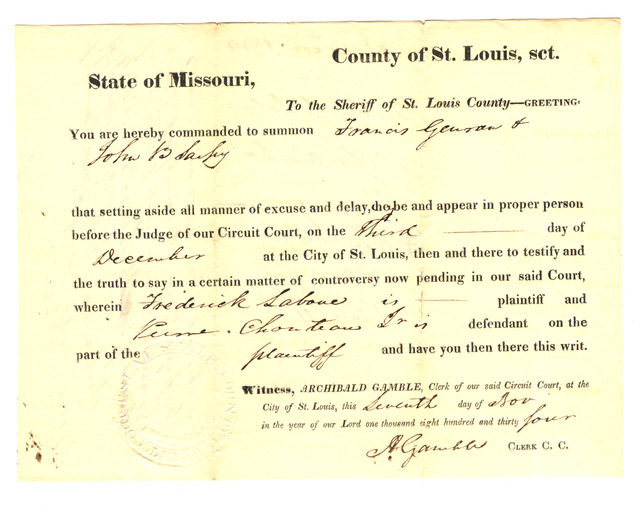 County of St. Louis, sct.
State of Missouri,
To the Sheriff of St. Louis County—GREETING:
You are hereby commanded to summon Francis &
John B Sarpy
that setting aside all manner of excuse and delay, he be and appear in proper person
before the Judge of our Circuit Court, on the Third day of
December at the City of St. Louis, then and there to testify and
the truth to say in a certain matter of controversy now pending in our said Court,
wherein Frederick Laboue is plaintiff and
Pierre Chouteau Jr is defendant on the
part of the plaintiff and have you then there this writ.
Witness, ARCHIBALD GAMBLE, Clerk of our said Circuit Court, at the
City of St. Louis, this Seventh day of Nov
in the year of our Lord one thousand eight hundred and thirty four
A Gamble CLERK C. C.